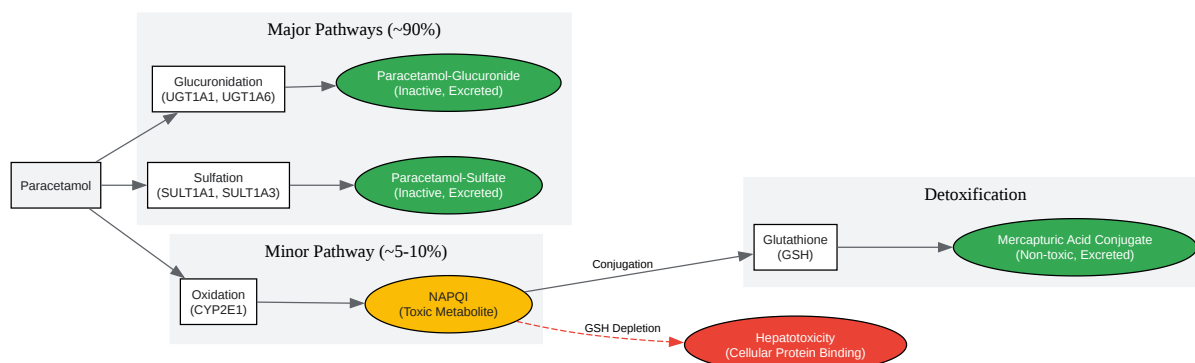 Major Pathways (~90%)
Glucuronidation
(UGT1A1, UGT1A6)
Paracetamol-Glucuronide
(Inactive, Excreted)
Paracetamol
Sulfation
(SULT1A1, SULT1A3)
Paracetamol-Sulfate
(Inactive, Excreted)
Minor Pathway (~5-10%)
Oxidation
(CYP2E1)
NAPQI
(Toxic Metabolite)
Conjugation
GSH Depletion
Detoxification
Glutathione
(GSH)
Mercapturic Acid Conjugate
(Non-toxic, Excreted)
Hepatotoxicity
(Cellular Protein Binding)